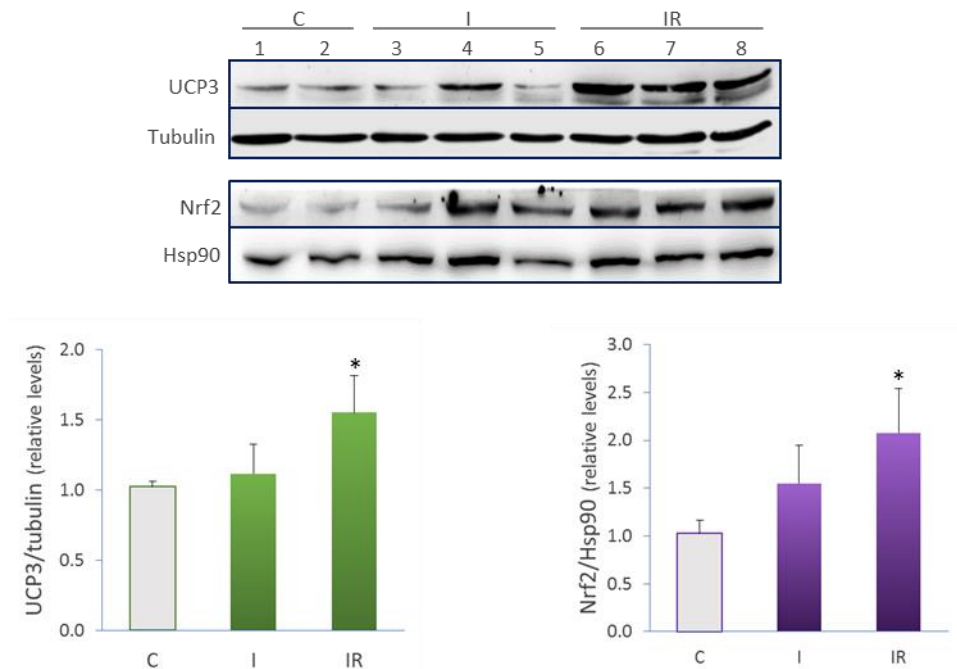 C I IR
1 2 3 4 5 6 7 8
UCP3
Tubulin
Nrf2
Hsp90
UCP3/tubulin (relative levels)
2.0
1.5
1.0
0.5
0.0
*
C I IR
Nrf2/Hsp90 (relative levels)
3.0
2.5
2.0
1.5
1.0
0.5
0.0
*
C I IR